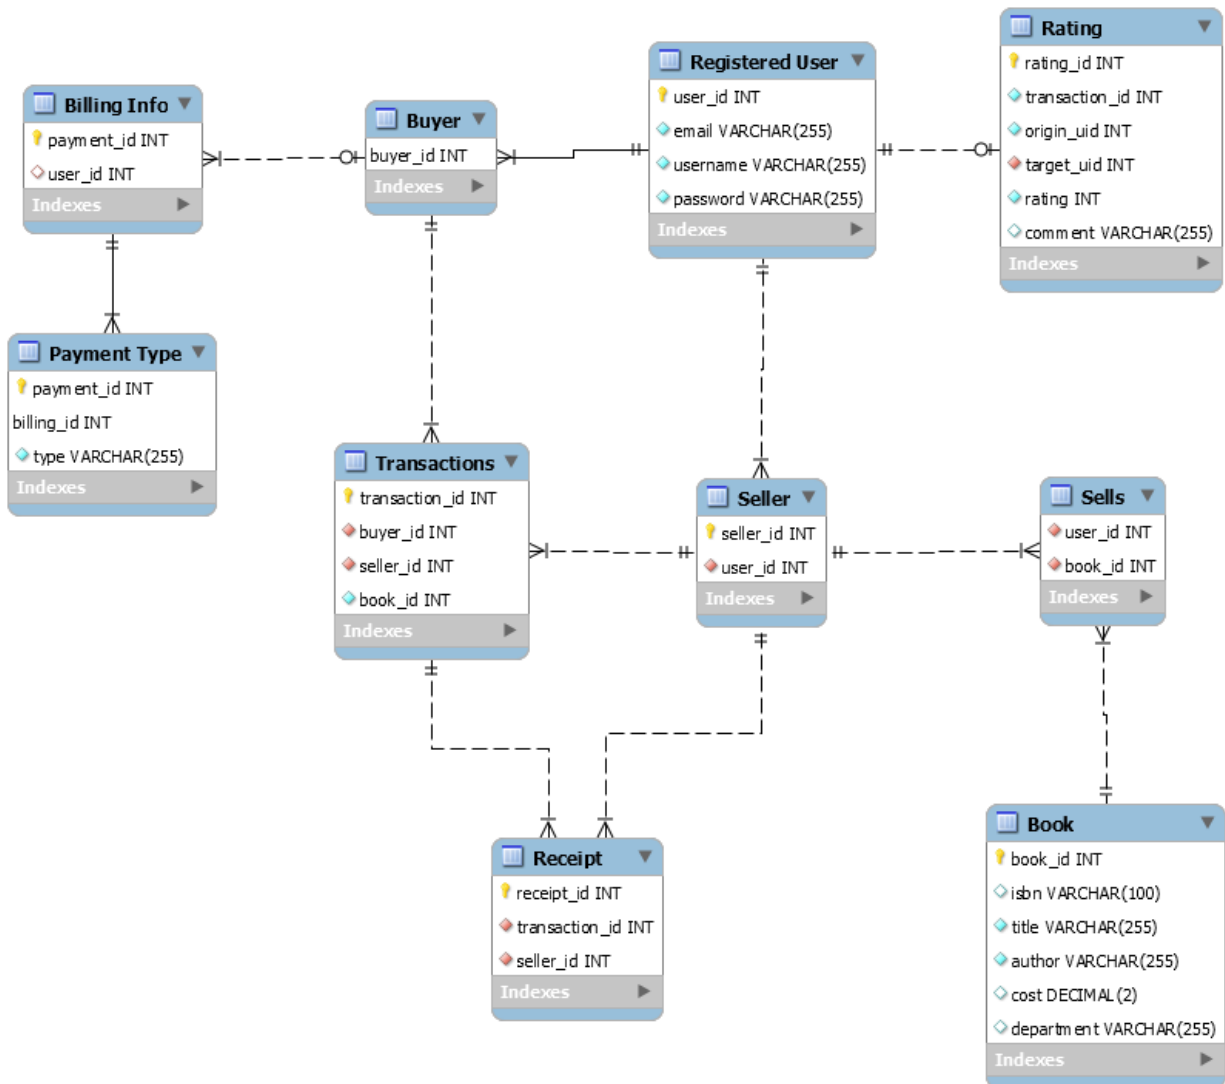 Billing Info
payment_id INT
user_id INT
Indexes
Buyer
buyer_id INT
Indexes
Registered User
user_id INT
email VARCHAR(255)
username VARCHAR(255)
password VARCHAR(255)
Indexes
Rating
rating_id INT
transaction_id INT
origin_uid INT
target_uid INT
rating INT
comment VARCHAR(255)
Indexes
Payment Type
payment_id INT
billing_id INT
type VARCHAR(255)
Indexes
Transactions
transaction_id INT
buyer_id INT
seller_id INT
book_id INT
Indexes
Seller
seller_id INT
user_id INT
Indexes
Sells
user_id INT
book_id INT
Indexes
Receipt
receipt_id INT
transaction_id INT
seller_id INT
Indexes
Book
book_id INT
isbn VARCHAR(100)
title VARCHAR(255)
author VARCHAR(255)
cost DECIMAL(2)
department VARCHAR(255)
Indexes